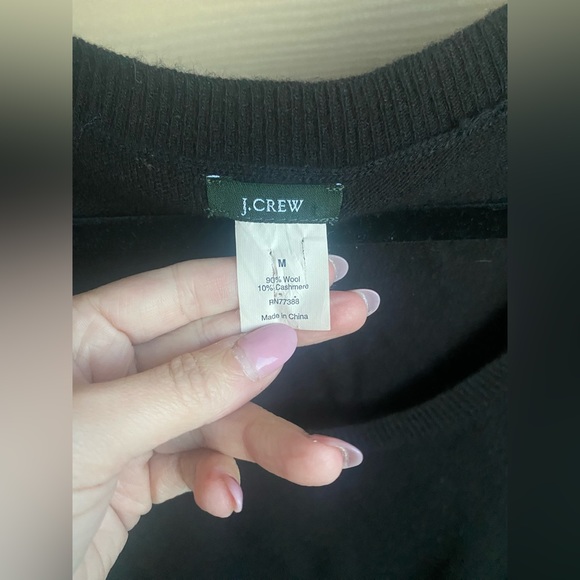 J.CREW
M
90% Wool
10% Cashmere
RN77388
Made in China